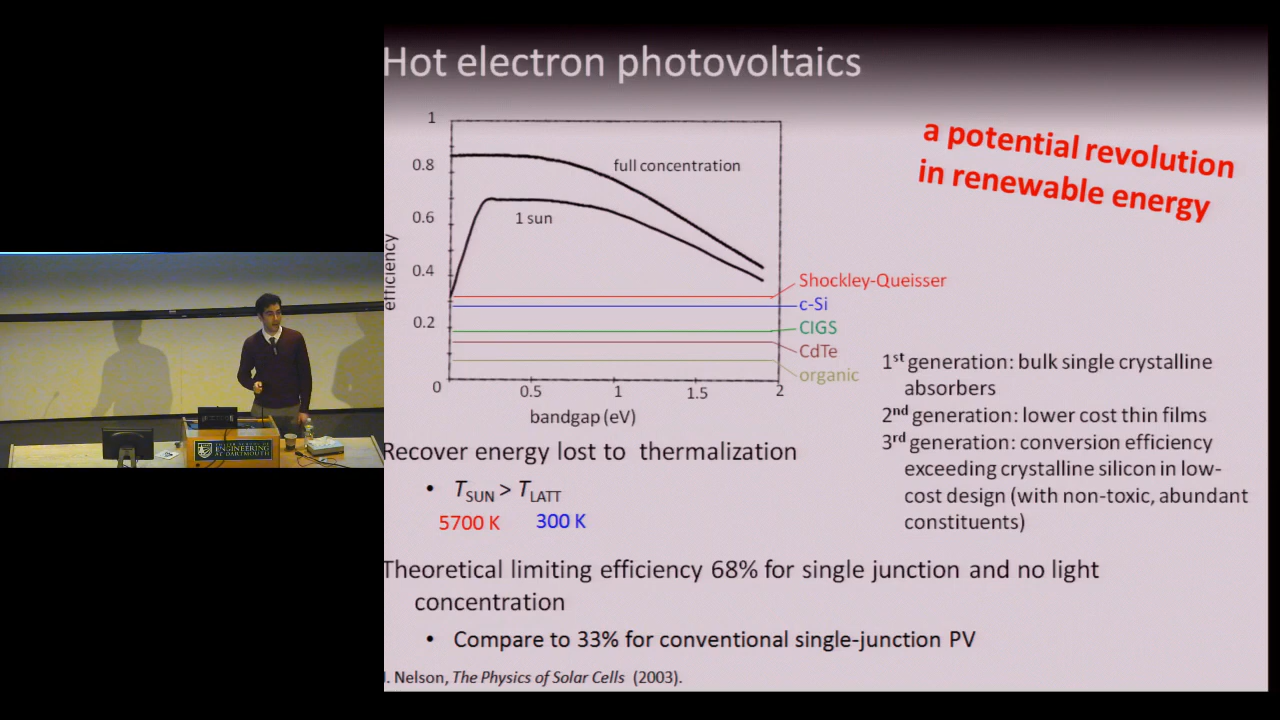 Hot electron photovoltaics
a potential revolution
in renewable energy
1
0.8
0.6
0.4
0.2
0
efficiency
full concentration
1 sun
Shockley-Queisser
c-Si
CIGS
CdTe
organic
0.5
1
1.5
2
bandgap (eV)
1st generation: bulk single crystalline
absorbers
2nd generation: lower cost thin films
3rd generation: conversion efficiency
exceeding crystalline silicon in low-
cost design (with non-toxic, abundant
constituents)
Recover energy lost to thermalization
• TSUN > TLATT
5700 K
300 K
Theoretical limiting efficiency 68% for single junction and no light
concentration
• Compare to 33% for conventional single-junction PV
. Nelson, The Physics of Solar Cells (2003).
ENGINEERING
AT DARTMOUTH